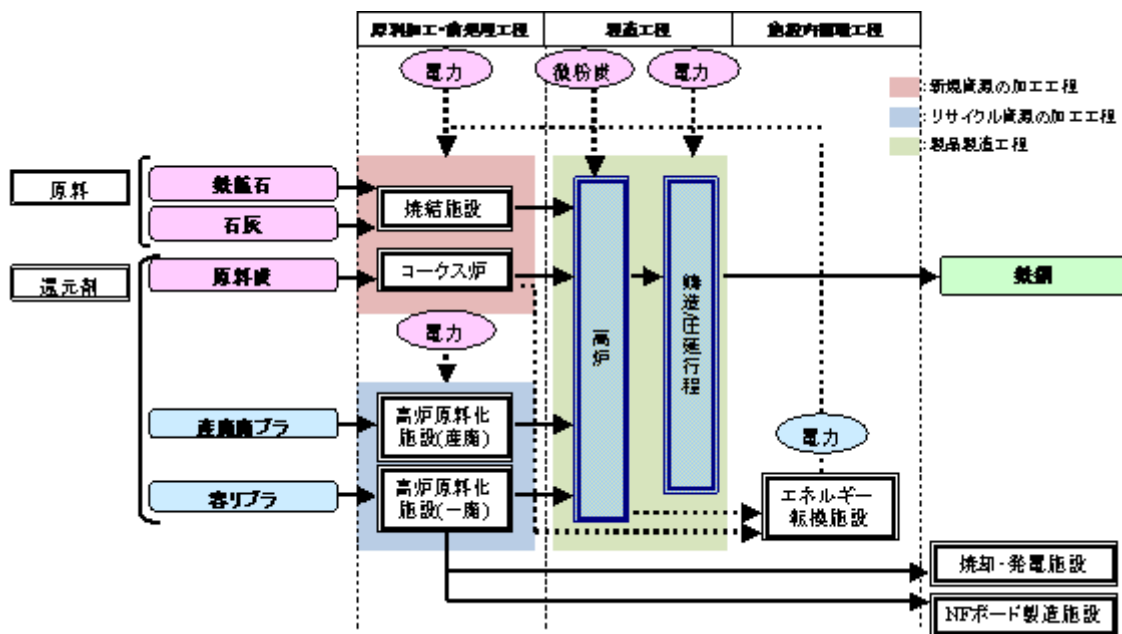 原料加工・前処理工程
製造工程
施設内循環工程
電力
微粉炭
電力
:新規資源の加工工程
:リサイクル資源の加工工程
:製品製造工程
原料
鉄鉱石
石灰
焼結施設
還元剤
原料炭
コークス炉
高炉
鋳造/圧延行程
鉄鋼
電力
産廃廃プラ
高炉原料化
施設(産廃)
電力
容リプラ
高炉原料化
施設(一廃)
エネルギー
転換施設
焼却・発電施設
NFボード製造施設